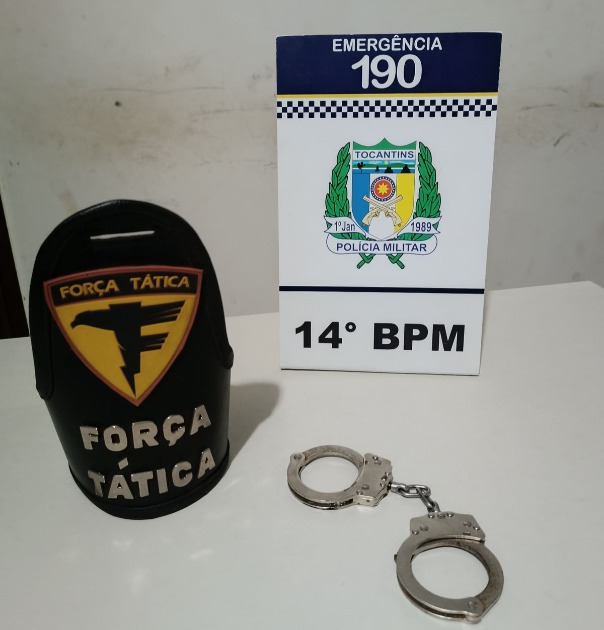 EMERGÊNCIA
190
TOCANTINS
1º Jan 1989
POLÍCIA MILITAR
14° BPM
FORÇA TÁTICA
FORÇA
TÁTICA